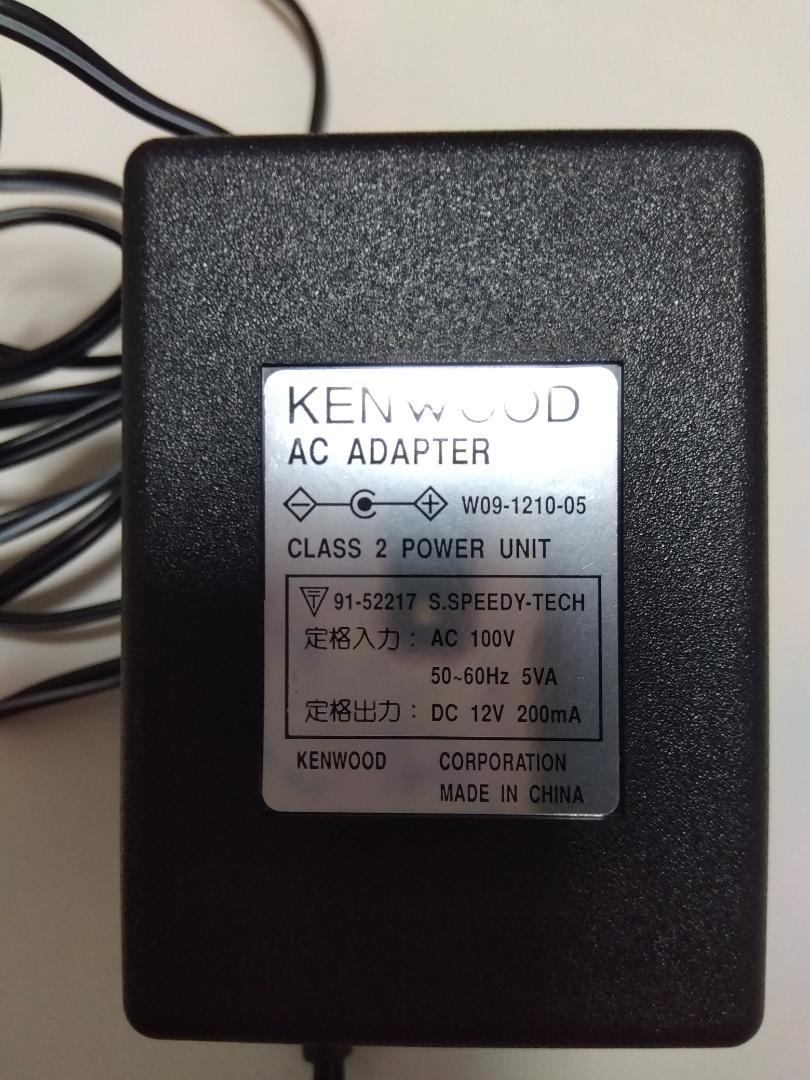 KENWOOD
AC ADAPTER
W09-1210-05
CLASS 2 POWER UNIT
91-52217 S.SPEEDY-TECH
定格入力: AC 100V
50~60Hz 5VA
定格出力: DC 12V 200mA
KENWOOD CORPORATION
MADE IN CHINA